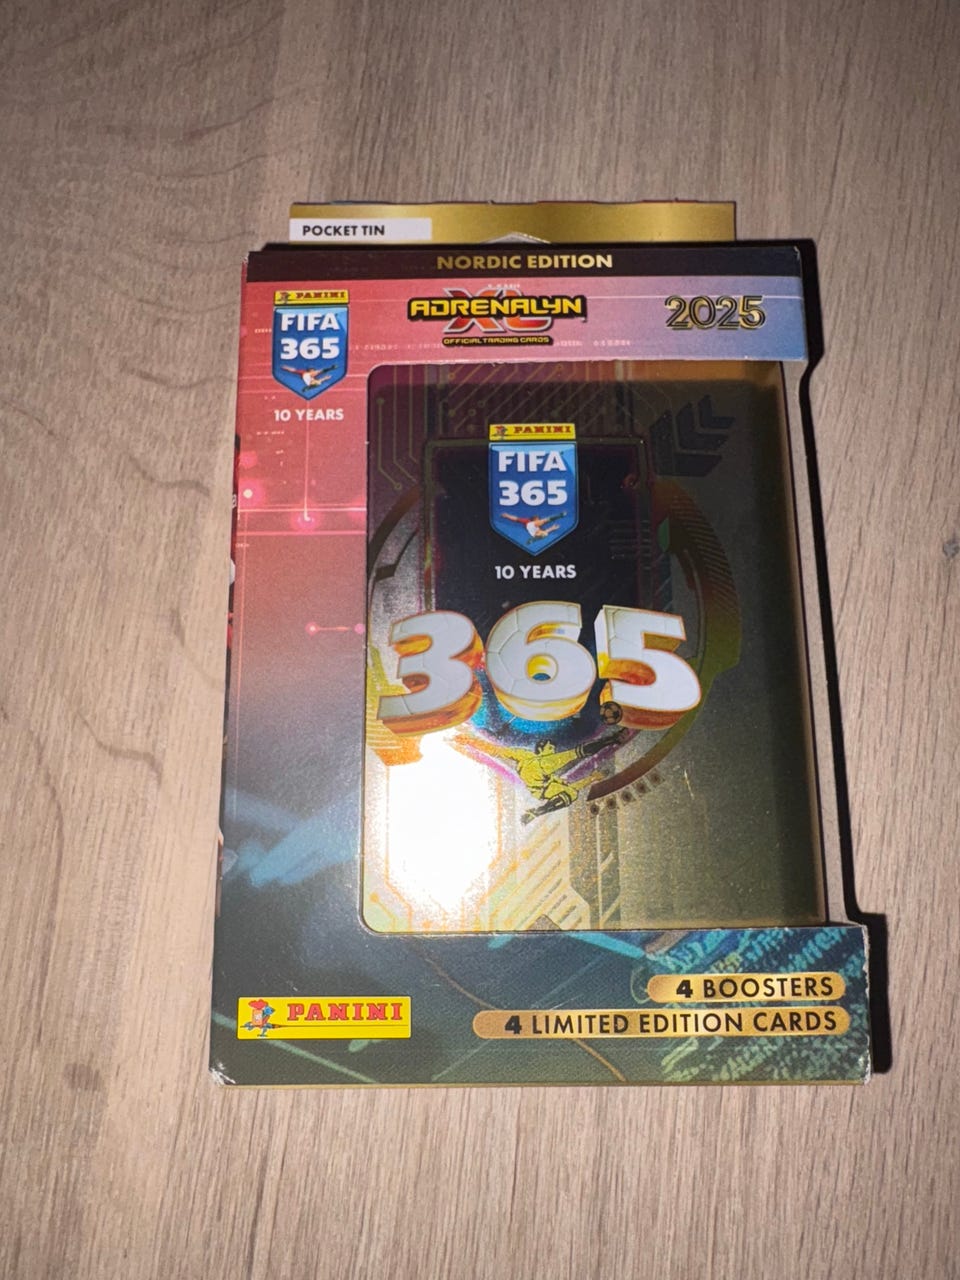 POCKET TIN
NORDIC EDITION
PANINI
FIFA
365
10 YEARS
ADRENALYN
XL
OFFICIAL TRADING CARDS
2025
PANINI
FIFA
365
10 YEARS
365
4 BOOSTERS
4 LIMITED EDITION CARDS
PANINI